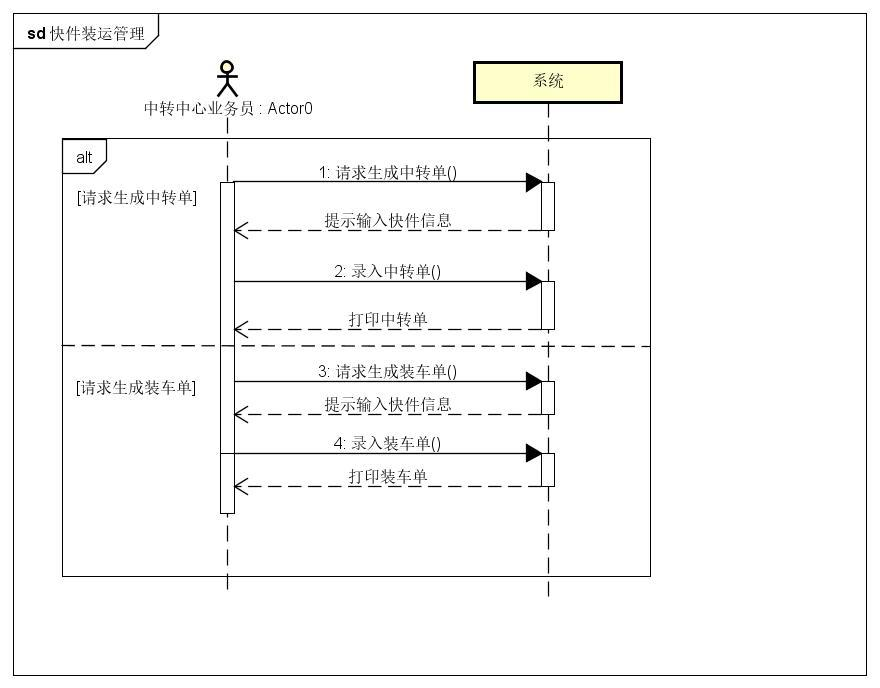 sd 快件装运管理
系统
中转中心业务员 : Actor0
alt
1: 请求生成中转单()
[请求生成中转单]
提示输入快件信息
2: 录入中转单()
打印中转单
3: 请求生成装车单()
[请求生成装车单]
提示输入快件信息
4: 录入装车单()
打印装车单